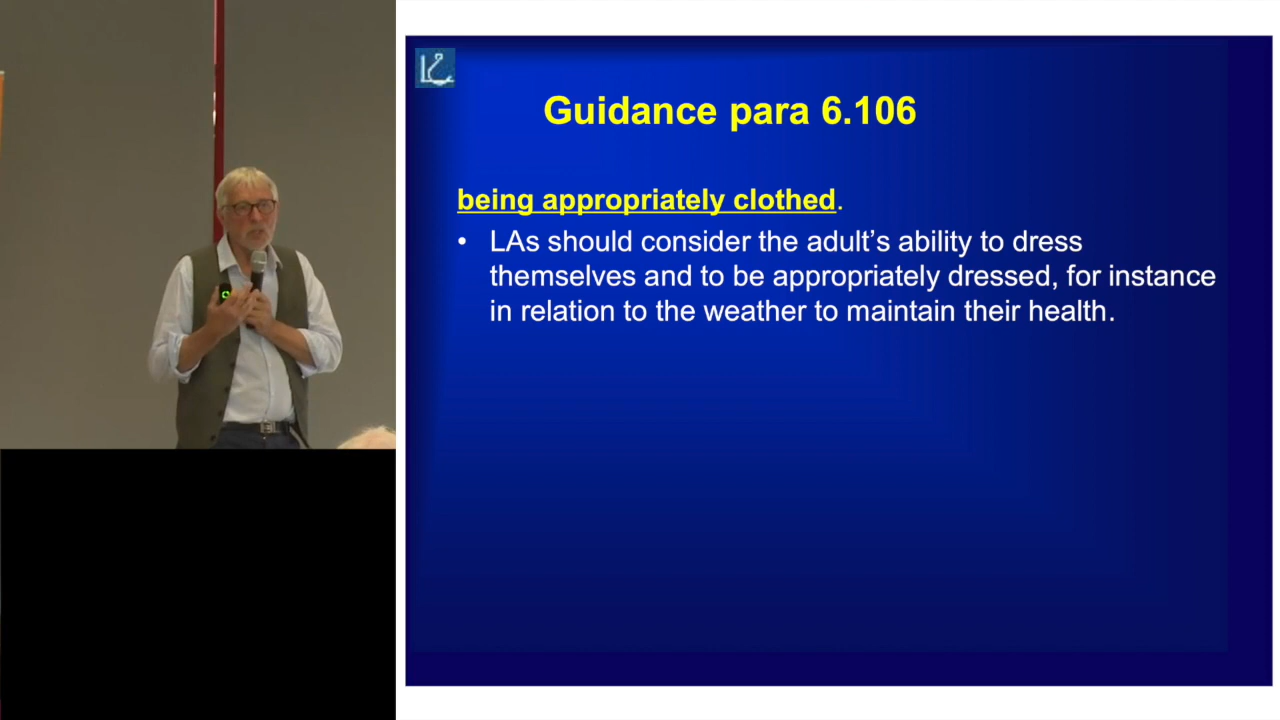 Guidance para 6.106
being appropriately clothed.
• LAs should consider the adult’s ability to dress
themselves and to be appropriately dressed, for instance
in relation to the weather to maintain their health.